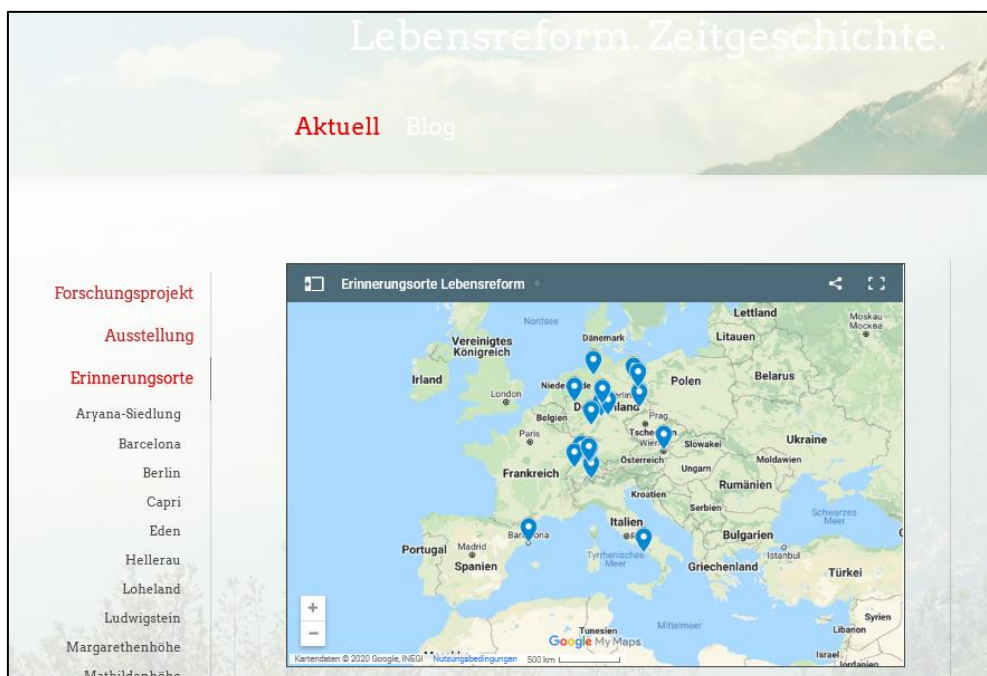 Lebensreform. Zeitgeschichte.
Aktuell Blog
Forschungsprojekt
Ausstellung
Erinnerungsorte
Aryana-Siedlung
Barcelona
Berlin
Capri
Eden
Hellerau
Loheland
Ludwigstein
Margarethenhöhe
Mathildenhöhe
Erinnerungsorte Lebensreform
Nordsee
Lettland
Moskau
Москва
Dänemark
Litauen
Vereinigtes
Königreich
Irland
London
Belarus
Polen
Belgien
Prag
Paris
Slowakei
Ukraine
Österreich
Moldawien
Ungarn
Frankreich
Rumänien
Kroatien
Serbien
Schwarzes
Meer
Italien
Bulgarien
Portugal
Madrid
Spanien
Tyrrhenisches
Meer
Istanbul
Griechenland
Türkei
Syrien
Libanon
Mittelmeer
Tunesien
Israel
Jordanien
+
−
Google My Maps
Kartendaten © 2020 Google, INEGI Nutzungsbedingungen 500 km